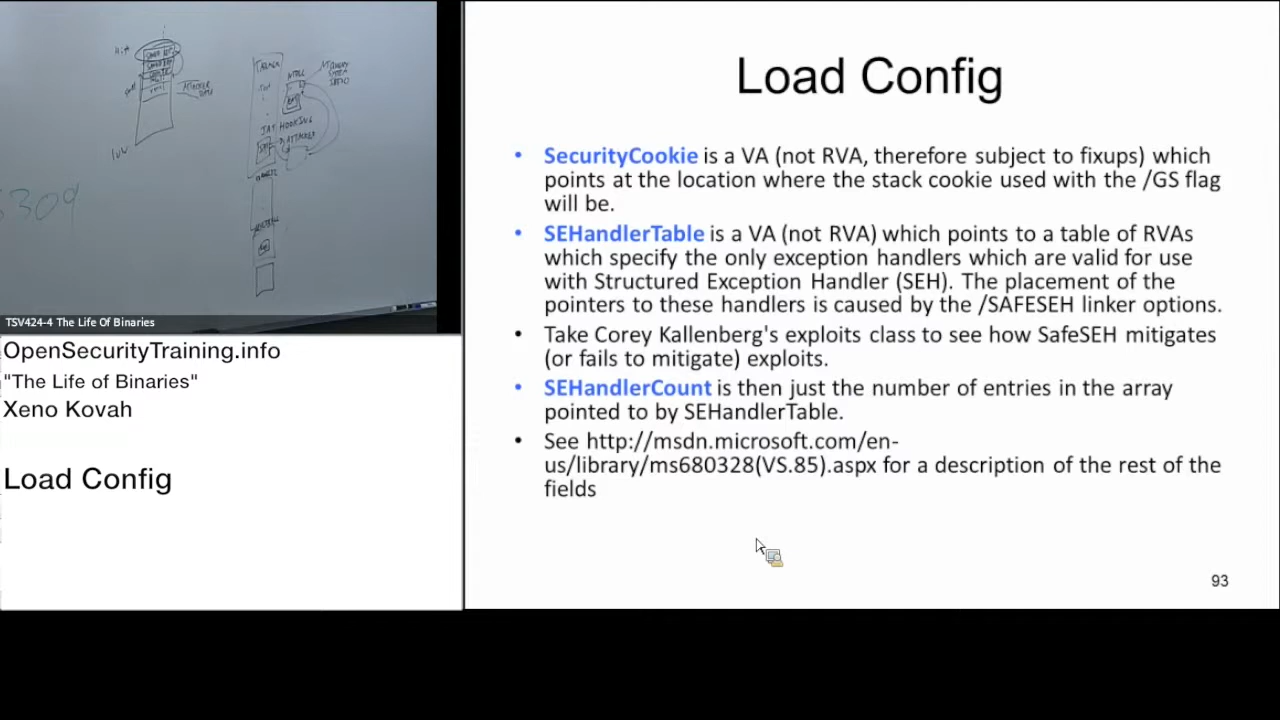 TSV424-4 The Life Of Binaries
OpenSecurityTraining.info
"The Life of Binaries"
Xeno Kovah
Load Config
Load Config
• SecurityCookie is a VA (not RVA, therefore subject to fixups) which
points at the location where the stack cookie used with the /GS flag
will be.
• SEHandlerTable is a VA (not RVA) which points to a table of RVAs
which specify the only exception handlers which are valid for use
with Structured Exception Handler (SEH). The placement of the
pointers to these handlers is caused by the /SAFESEH linker options.
• Take Corey Kallenberg's exploits class to see how SafeSEH mitigates
(or fails to mitigate) exploits.
• SEHandlerCount is then just the number of entries in the array
pointed to by SEHandlerTable.
• See http://msdn.microsoft.com/en-
us/library/ms680328(VS.85).aspx for a description of the rest of the
fields
93